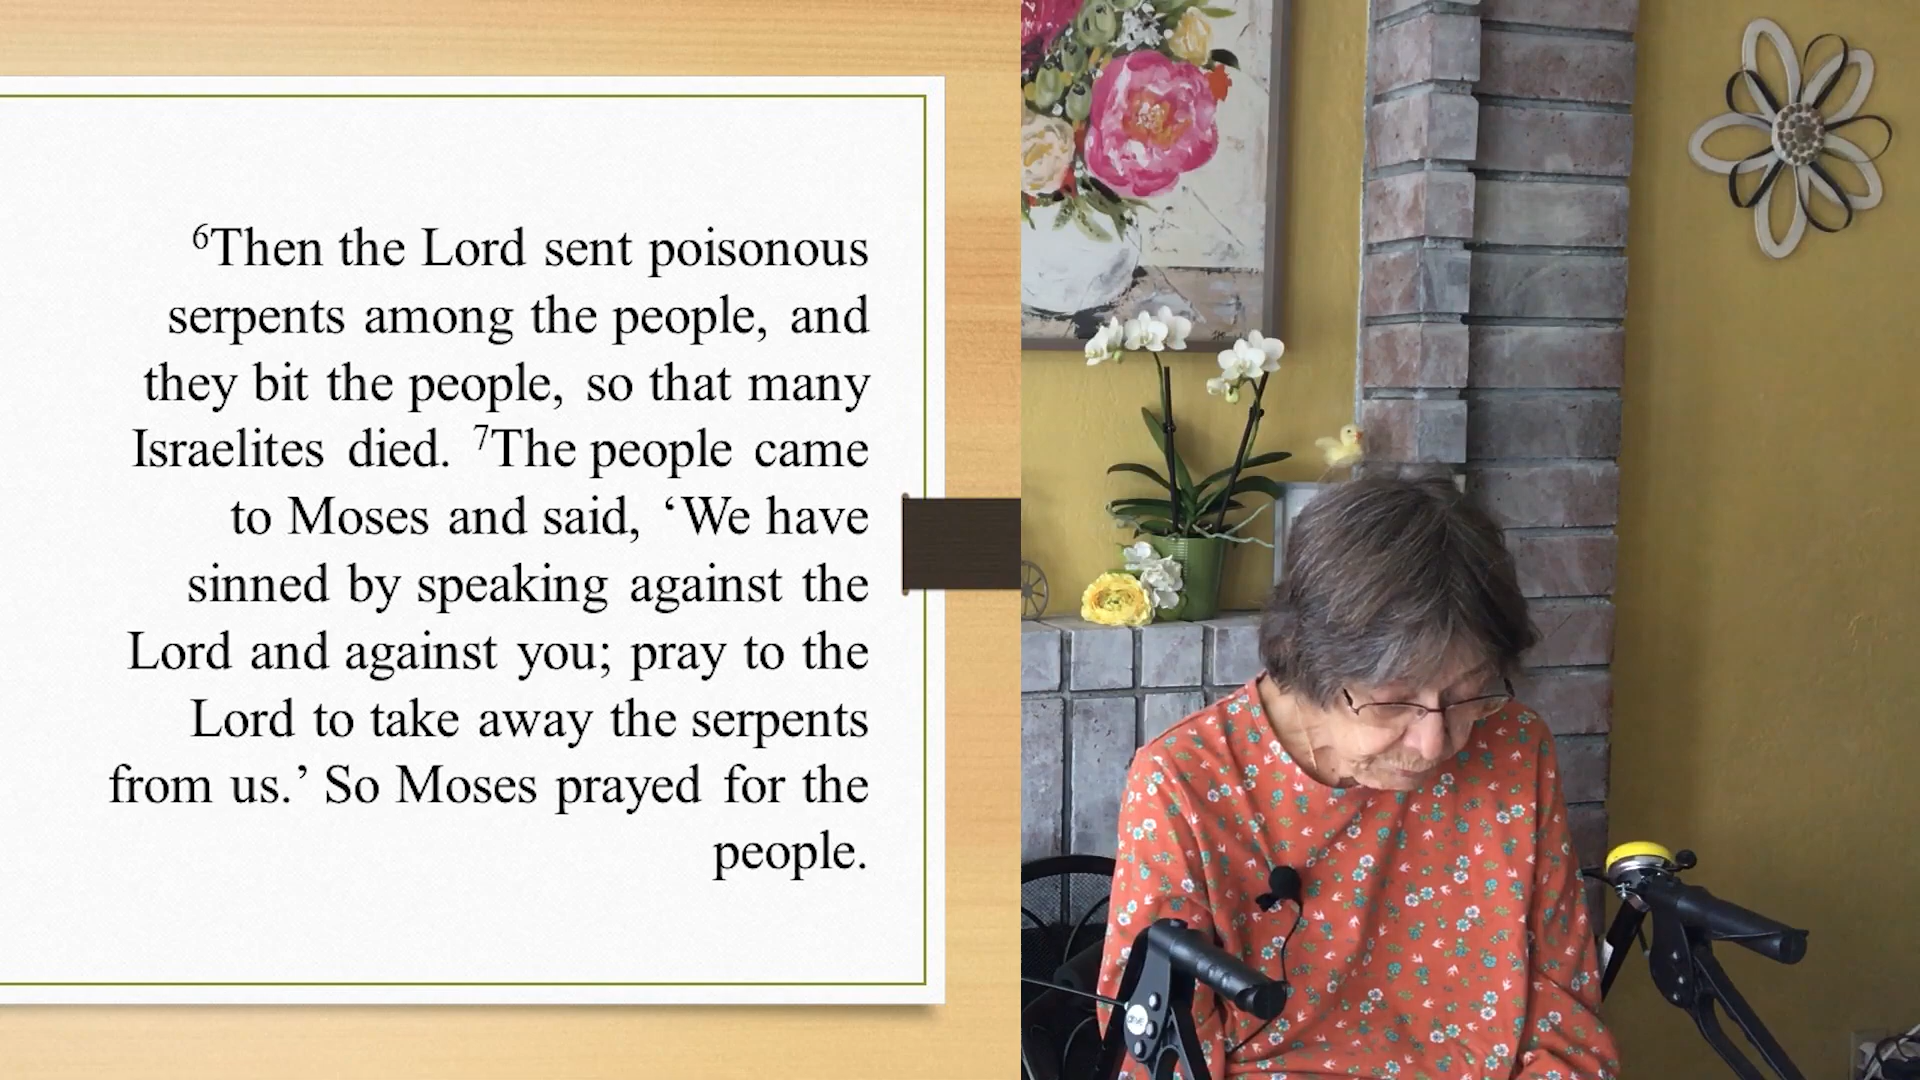 ⁶Then the Lord sent poisonous
serpents among the people, and
they bit the people, so that many
Israelites died. ⁷The people came
to Moses and said, ‘We have
sinned by speaking against the
Lord and against you; pray to the
Lord to take away the serpents
from us.’ So Moses prayed for the
people.